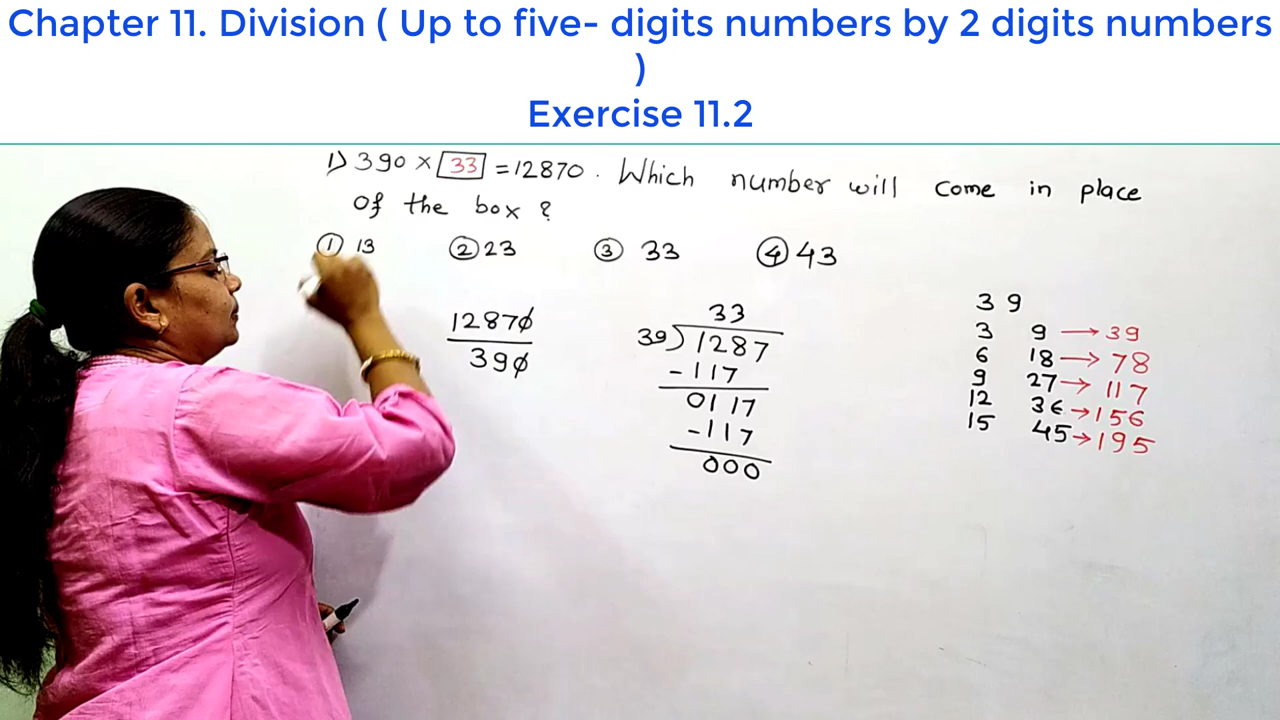 Chapter 11. Division ( Up to five- digits numbers by 2 digits numbers
)
Exercise 11.2
1) 390 × 33 = 12870. Which number will come in place
of the box ?
① 13 ② 23 ③ 33 ④ 43
12870
390
33
39) 1287
-117
0117
-117
000
3 9
3 9 → 39
6 18 → 78
9 27 → 117
12 36 → 156
15 45 → 195